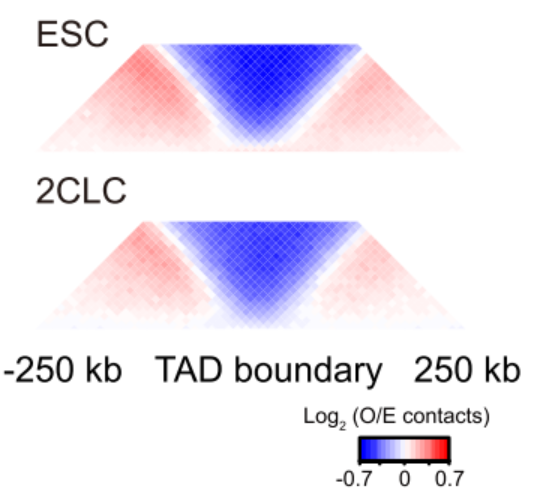 ESC
2CLC
-250 kb TAD boundary 250 kb
Log2 (O/E contacts)
-0.7 0 0.7